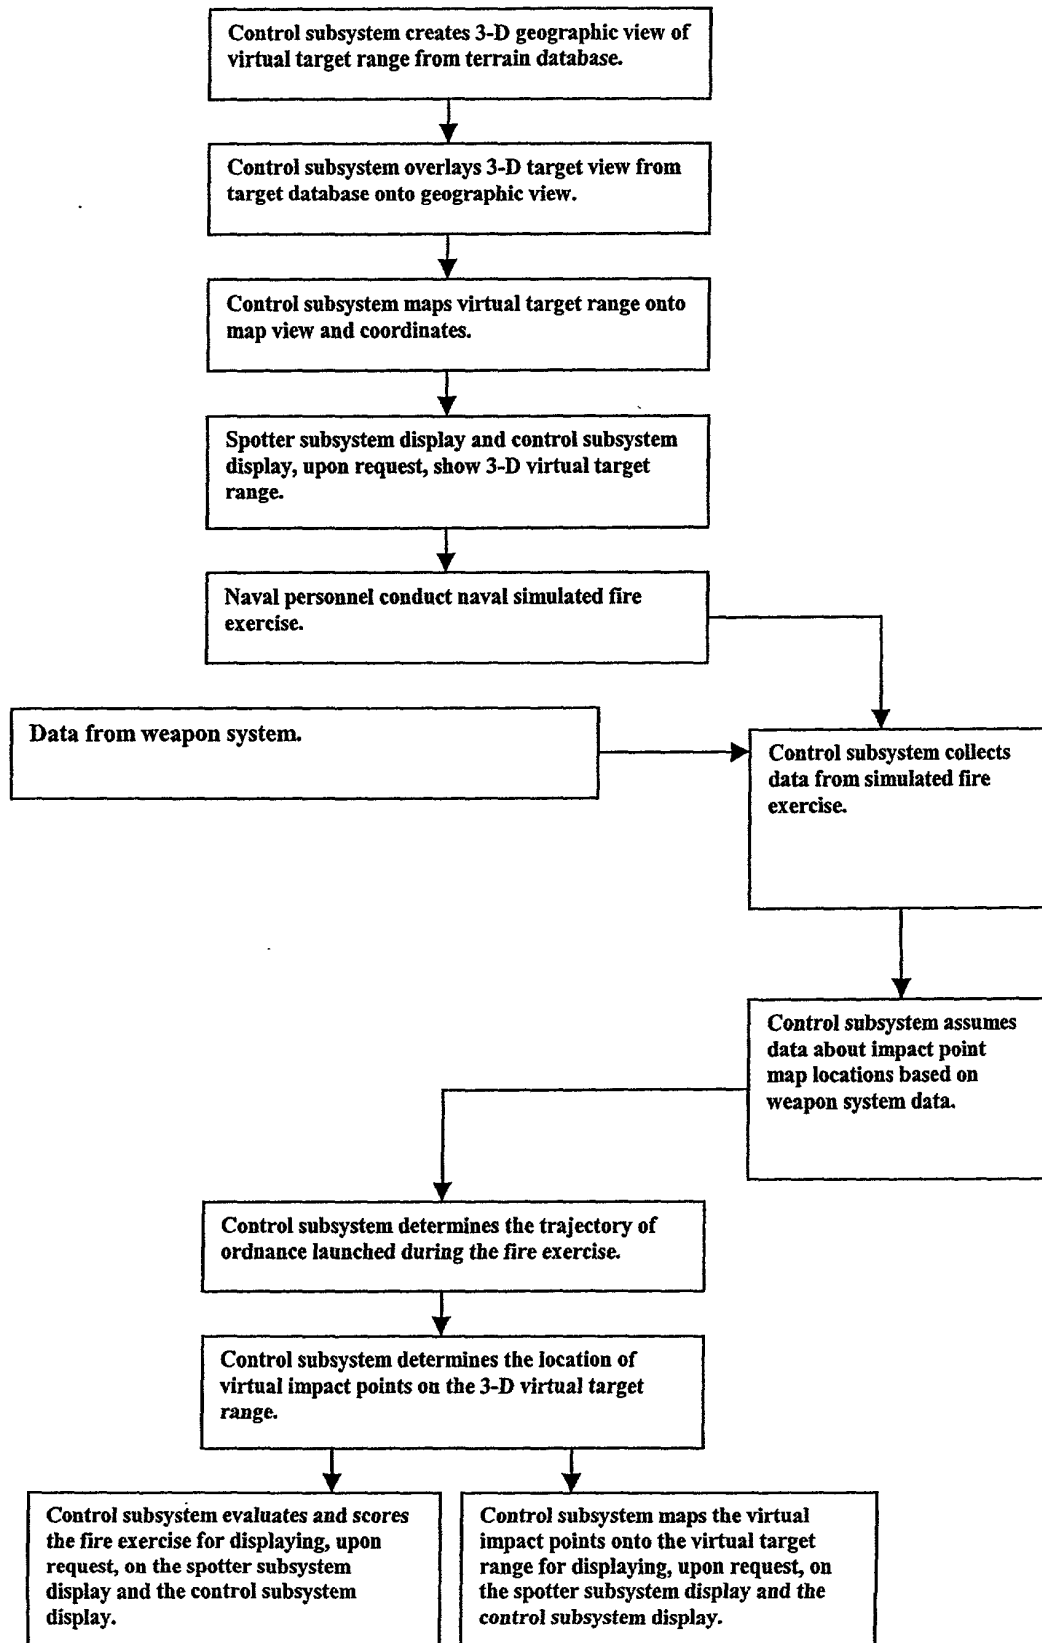 Control subsystem creates 3-D geographic view of
virtual target range from terrain database.
Control subsystem overlays 3-D target view from
target database onto geographic view.
Control subsystem maps virtual target range onto
map view and coordinates.
Spotter subsystem display and control subsystem
display, upon request, show 3-D virtual target
range.
Naval personnel conduct naval simulated fire
exercise.
Data from weapon system.
Control subsystem collects
data from simulated fire
exercise.
Control subsystem assumes
data about impact point
map locations based on
weapon system data.
Control subsystem determines the trajectory of
ordnance launched during the fire exercise.
Control subsystem determines the location of
virtual impact points on the 3-D virtual target
range.
Control subsystem evaluates and scores
the fire exercise for displaying, upon
request, on the spotter subsystem
display and the control subsystem
display.
Control subsystem maps the virtual
impact points onto the virtual target
range for displaying, upon request, on
the spotter subsystem display and the
control subsystem display.